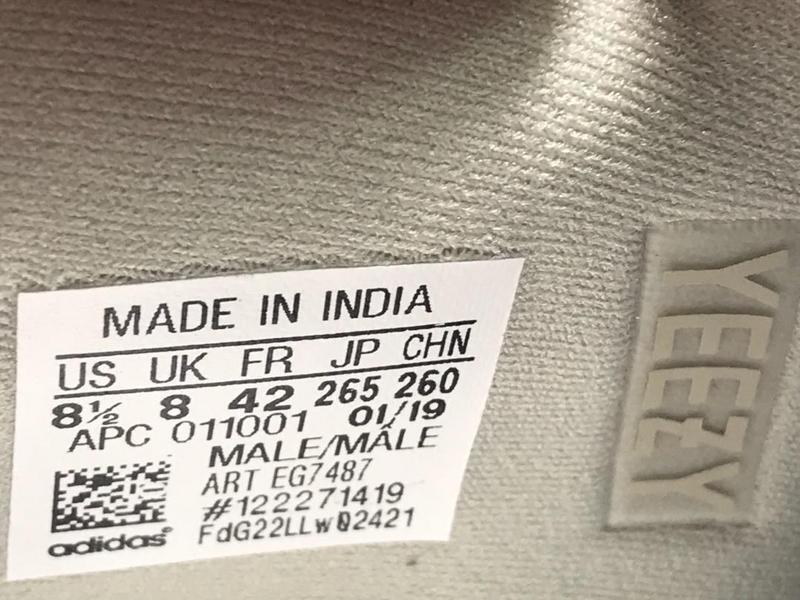 MADE IN INDIA
US UK FR JP CHN
8½ 8 42 265 260
APC 011001 01/19
MALE/MÂLE
ART EG7487
#122271419
FdG22LLw02421
adidas®
YEEZY